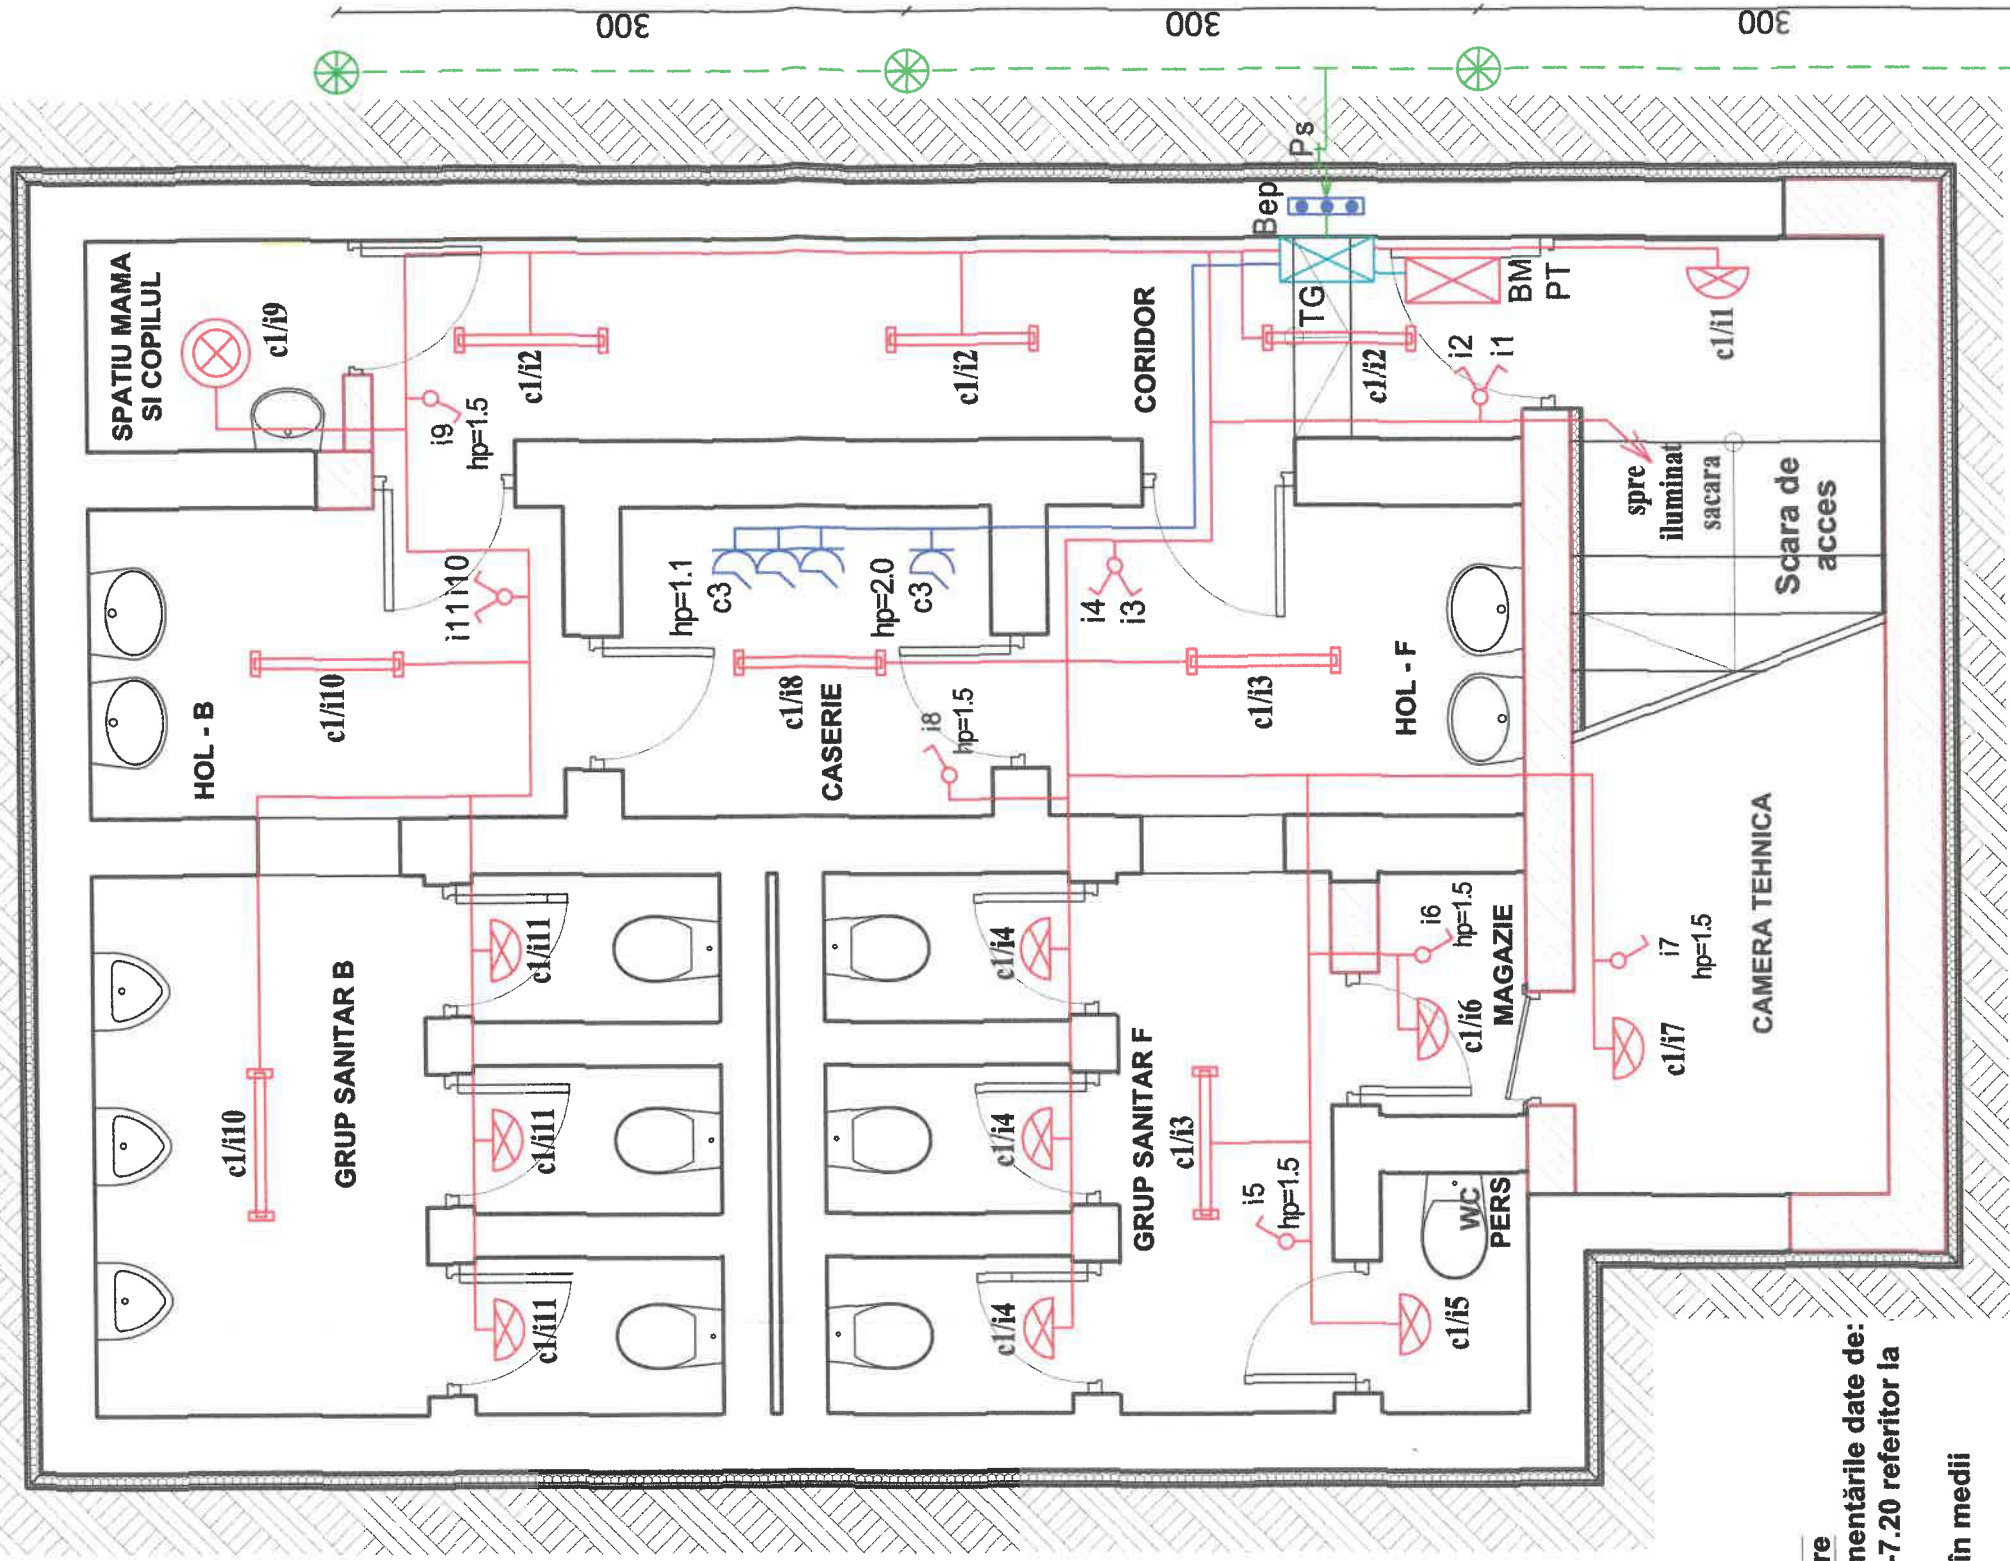 300
300
300
Ps
Bep
SPATIU MAMA
SI COPILUL
c1/i9
i9
hp=1.5
c1/i2
c1/i2
CORIDOR
TG
c1/i2
BM
PT
i2
i1
c1/i1
spre
iluminat
sacara
Scara de
acces
i11
i10
hp=1.1
c3
hp=2.0
c3
i4
i3
HOL - B
c1/i10
c1/i8
CASERIE
i8
hp=1.5
c1/i3
HOL - F
c1/i10
GRUP SANITAR B
c1/i11
c1/i11
c1/i11
c1/i4
c1/i4
c1/i4
GRUP SANITAR F
c1/i3
i5
hp=1.5
i6
hp=1.5
c1/i6
MAGAZIE
i7
hp=1.5
c1/i7
CAMERA TEHNICA
WC
PERS
c1/i5
re
nentările date de:
-7.20 referitor la
în medii